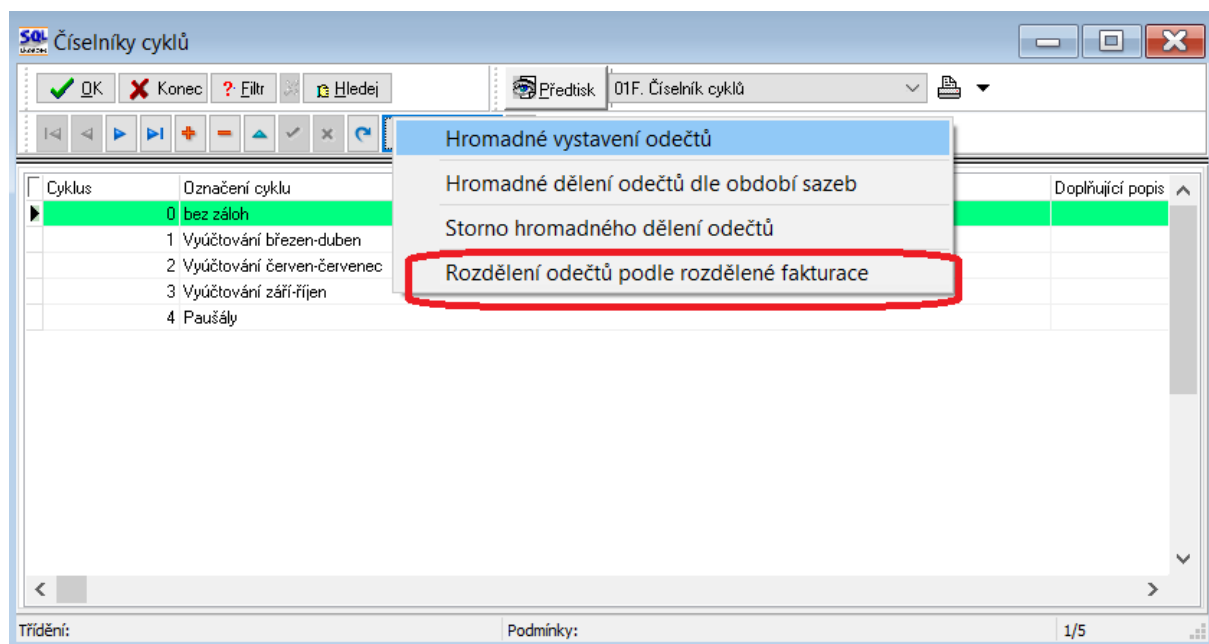 SQL Číselníky cyklů
OK Konec ? Filtr Hledej Předtisk 01F. Číselník cyklů
Hromadné vystavení odečtů
Hromadné dělení odečtů dle období sazeb
Storno hromadného dělení odečtů
Rozdělení odečtů podle rozdělené fakturace
Cyklus Označení cyklu Doplňující popis
0 bez záloh
1 Vyúčtování březen-duben
2 Vyúčtování červen-červenec
3 Vyúčtování září-říjen
4 Paušály
Třídění: Podmínky: 1/5